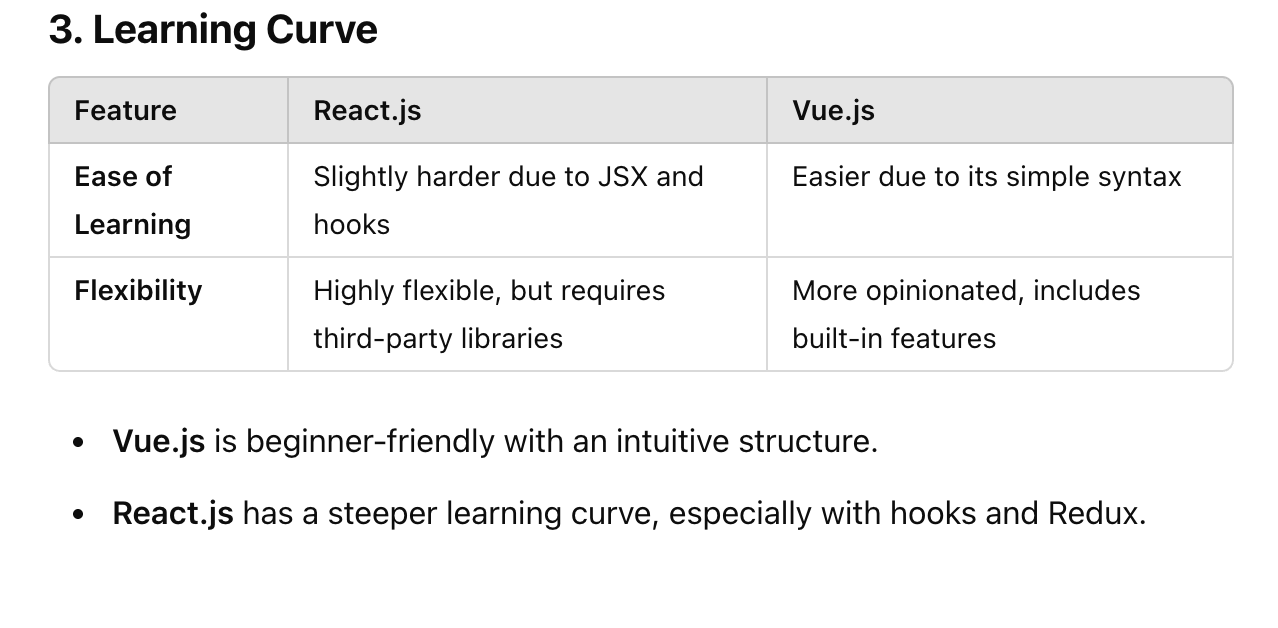 3. Learning Curve
Feature React.js Vue.js
Ease of Learning Slightly harder due to JSX and hooks Easier due to its simple syntax
Flexibility Highly flexible, but requires third-party libraries More opinionated, includes built-in features
• Vue.js is beginner-friendly with an intuitive structure.
• React.js has a steeper learning curve, especially with hooks and Redux.